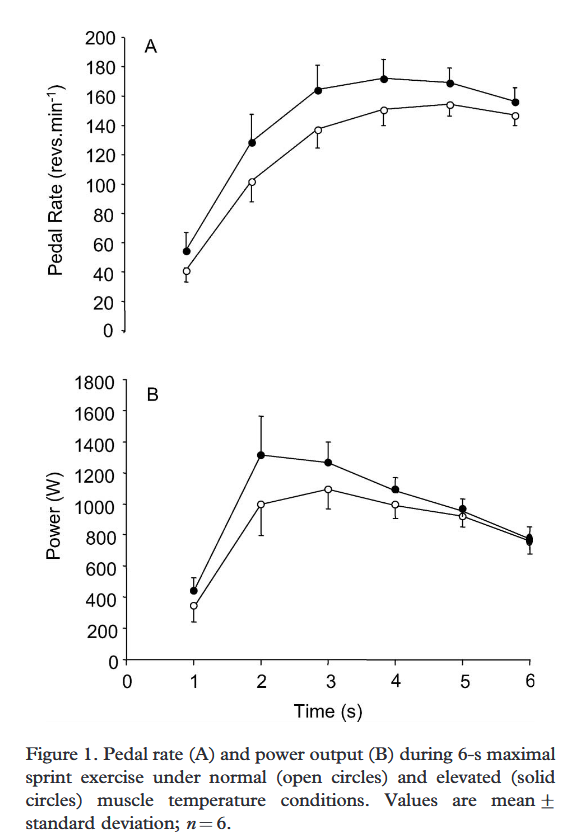 A
200
180
160
140
120
100
80
60
40
20
0
Pedal Rate (revs.min⁻¹)
B
1800
1600
1400
1200
1000
800
600
400
200
0
Power (W)
0 1 2 3 4 5 6
Time (s)
Figure 1. Pedal rate (A) and power output (B) during 6-s maximal
sprint exercise under normal (open circles) and elevated (solid
circles) muscle temperature conditions. Values are mean ±
standard deviation; n = 6.